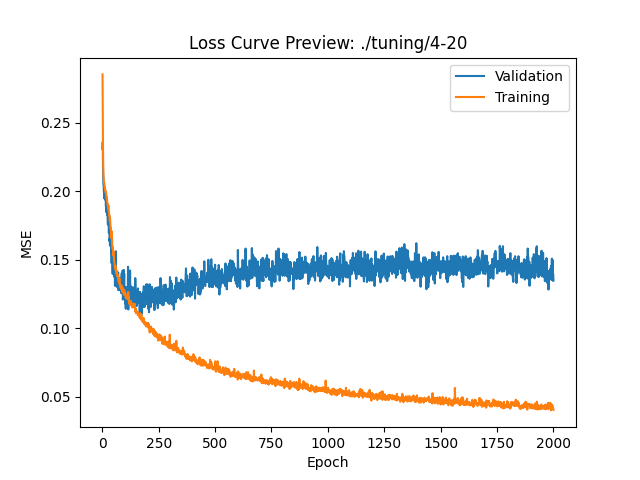 Loss Curve Preview: ./tuning/4-20
Validation
Training
MSE
0.25
0.20
0.15
0.10
0.05
0 250 500 750 1000 1250 1500 1750 2000
Epoch